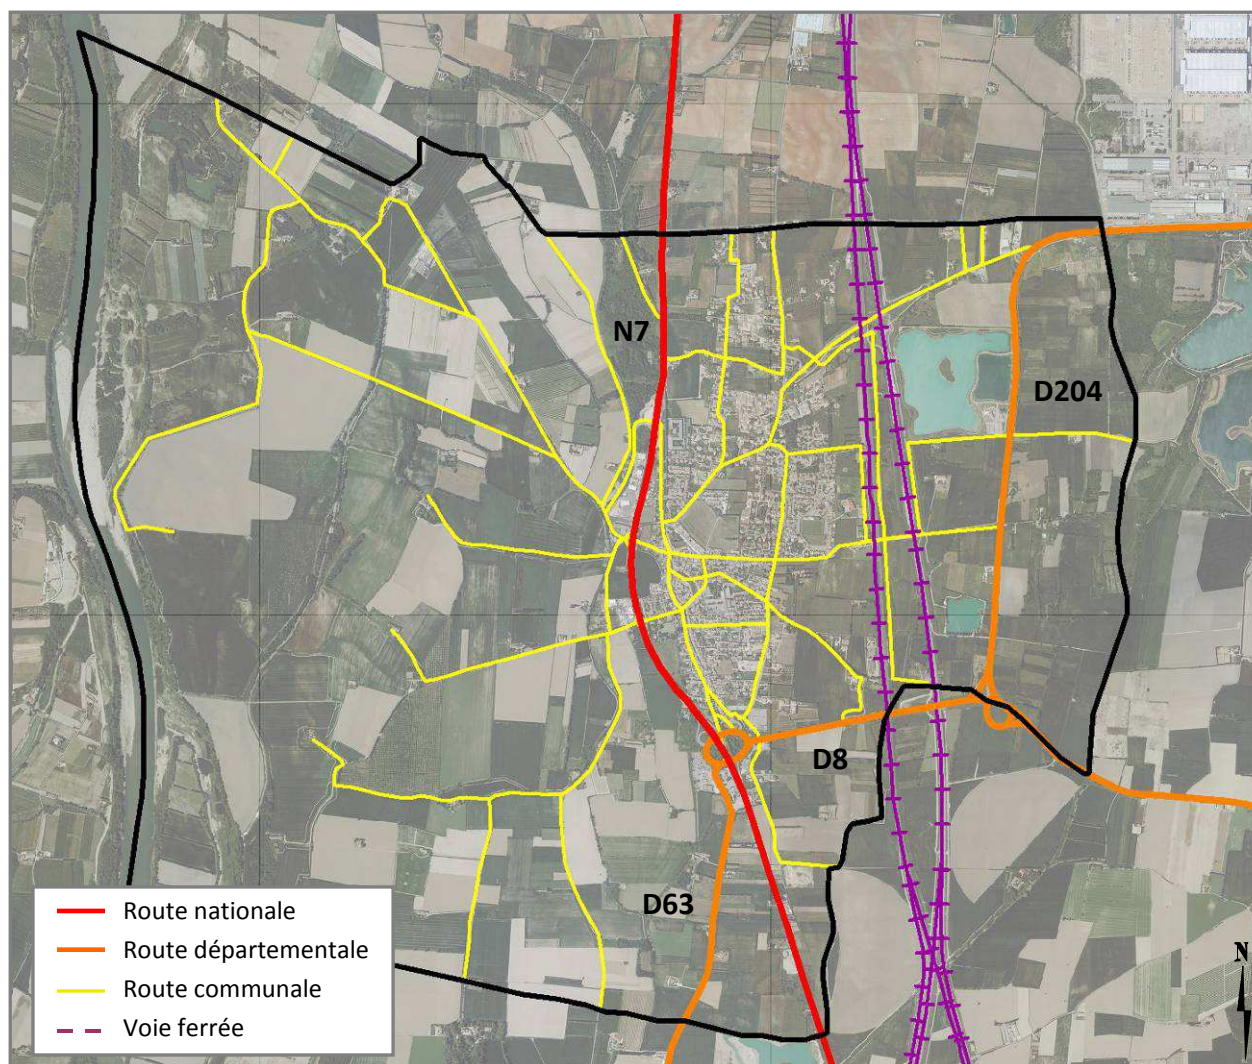 N7
D204
D8
D63
Route nationale
Route départementale
Route communale
Voie ferrée
N